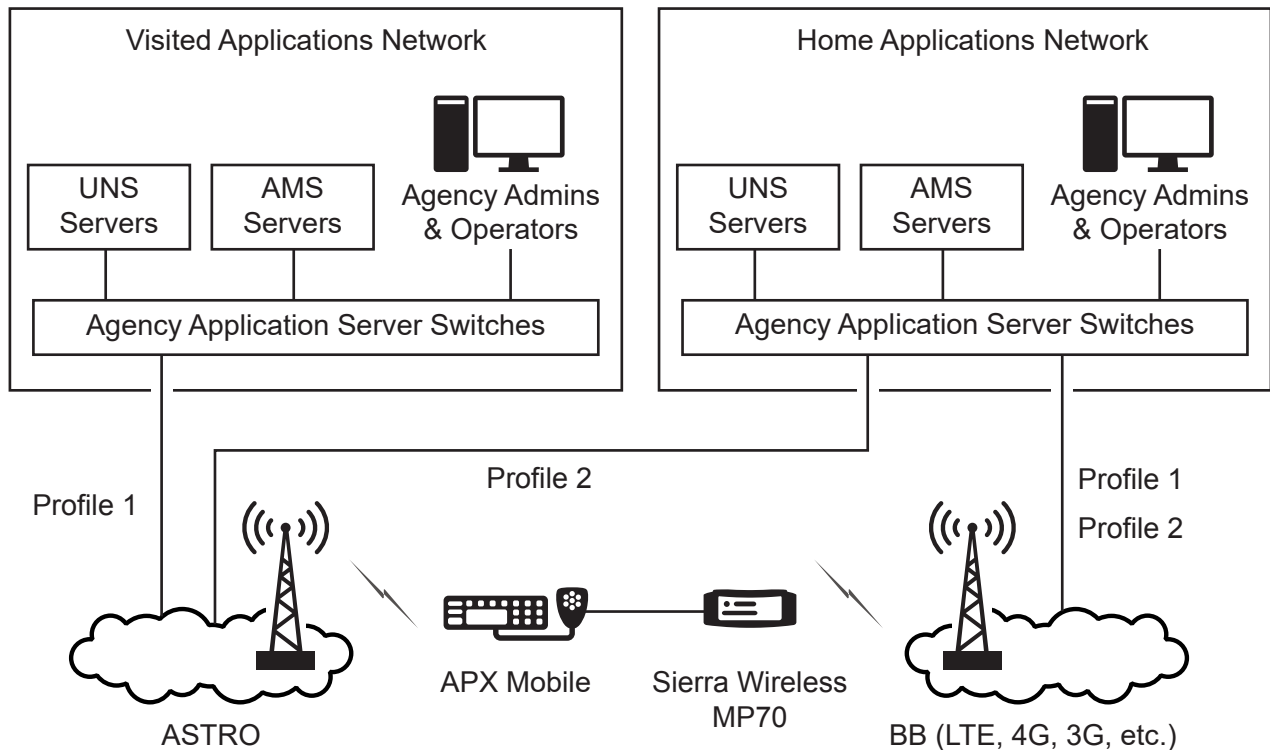 Visited Applications Network
UNS
Servers
AMS
Servers
Agency Admins
& Operators
Agency Application Server Switches
Home Applications Network
UNS
Servers
AMS
Servers
Agency Admins
& Operators
Agency Application Server Switches
Profile 1
Profile 2
Profile 1
Profile 2
APX Mobile
Sierra Wireless
MP70
ASTRO
BB (LTE, 4G, 3G, etc.)